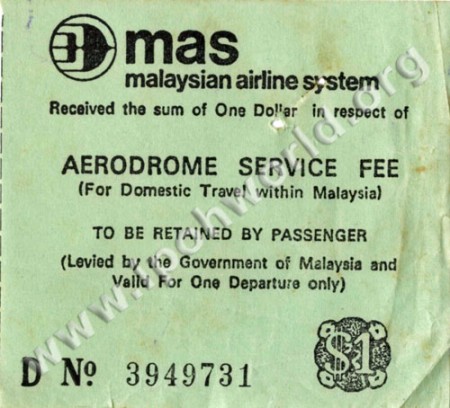 mas
malaysian airline system
Received the sum of One Dollar in respect of
AERODROME SERVICE FEE
(For Domestic Travel within Malaysia)
TO BE RETAINED BY PASSENGER
(Levied by the Government of Malaysia and
Valid For One Departure only)
D Nº 3949731
$1
www.ipohworld.org